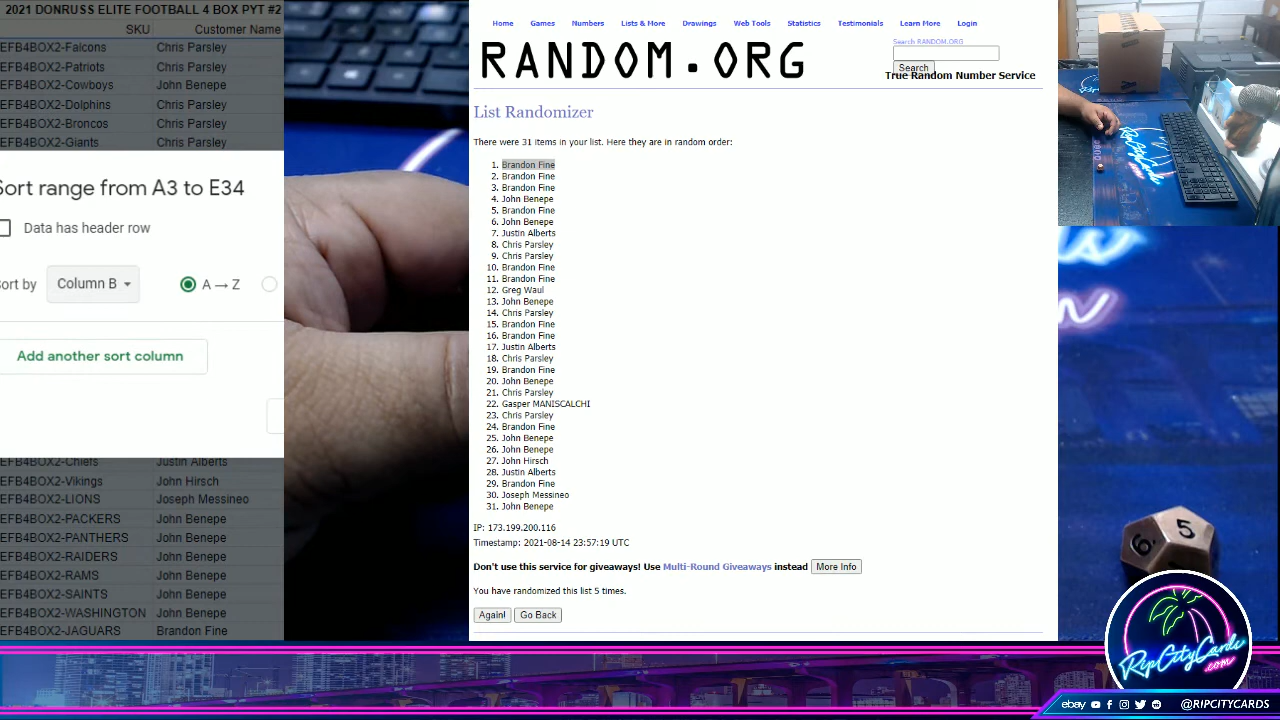 2020 PANINI ABSOLUTE FOOTBALL 4 BOX PYT #2
SKU Customer Name
EFB4BOX2-Falcons Chris Parsley
EFB4BOX2-Patriots Chris Parsley
EFB4BOX2-Cowboys John Benepe
EFB4BOX2-Dolphins Chris Parsley
EFB4BOX2-Broncos Chris Parsley
EFB4BOX2-Giants Chris Parsley
Sort range from A3 to E34
Data has header row
Sort by Column B A → Z
Add another sort column
EFB4BOX2-Chiefs Justin Alberts
EFB4BOX2-Vikings John Hirsch
EFB4BOX2-LIONS Joseph Messineo
EFB4BOX2-PACKERS John Benepe
EFB4BOX2-PANTHERS John Benepe
EFB4BOX2-RAIDERS John Benepe
EFB4BOX2-RAMS John Benepe
EFB4BOX2-SAINTS John Benepe
EFB4BOX2-WASHINGTON John Benepe
EFB4BOX2-JAGUARS Brandon Fine
Home Games Numbers Lists & More Drawings Web Tools Statistics Testimonials Learn More Login
RANDOM.ORG
Search RANDOM.ORG
Search
True Random Number Service
List Randomizer
There were 31 items in your list. Here they are in random order:
1. Brandon Fine
2. Brandon Fine
3. Brandon Fine
4. John Benepe
5. Brandon Fine
6. John Benepe
7. Justin Alberts
8. Chris Parsley
9. Chris Parsley
10. Brandon Fine
11. Brandon Fine
12. Greg Waul
13. John Benepe
14. Chris Parsley
15. Brandon Fine
16. Brandon Fine
17. Justin Alberts
18. Chris Parsley
19. Brandon Fine
20. John Benepe
21. Chris Parsley
22. Gasper MANISCALCHI
23. Chris Parsley
24. Brandon Fine
25. John Benepe
26. John Benepe
27. John Hirsch
28. Justin Alberts
29. Brandon Fine
30. Joseph Messineo
31. John Benepe
IP: 173.199.200.116
Timestamp: 2021-08-14 23:57:19 UTC
Don't use this service for giveaways! Use Multi-Round Giveaways instead More Info
You have randomized this list 5 times.
Again! Go Back
6 5
RipCityCards
.com
ebay @RIPCITYCARDS